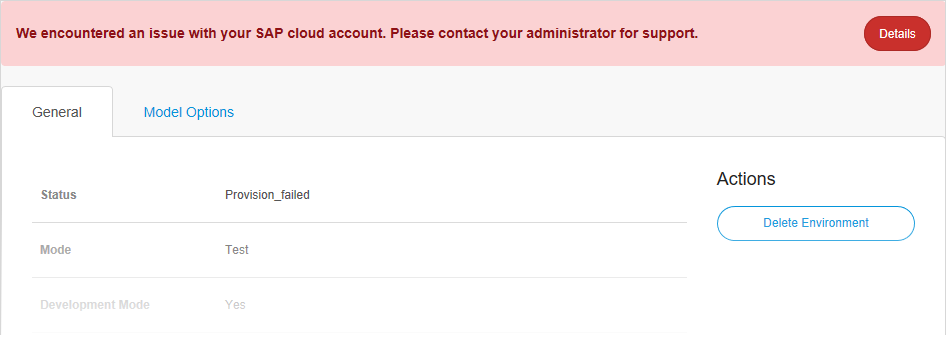 We encountered an issue with your SAP cloud account. Please contact your administrator for support.
Details
General
Model Options
Status
Provision_failed
Mode
Test
Development Mode
Yes
Actions
Delete Environment